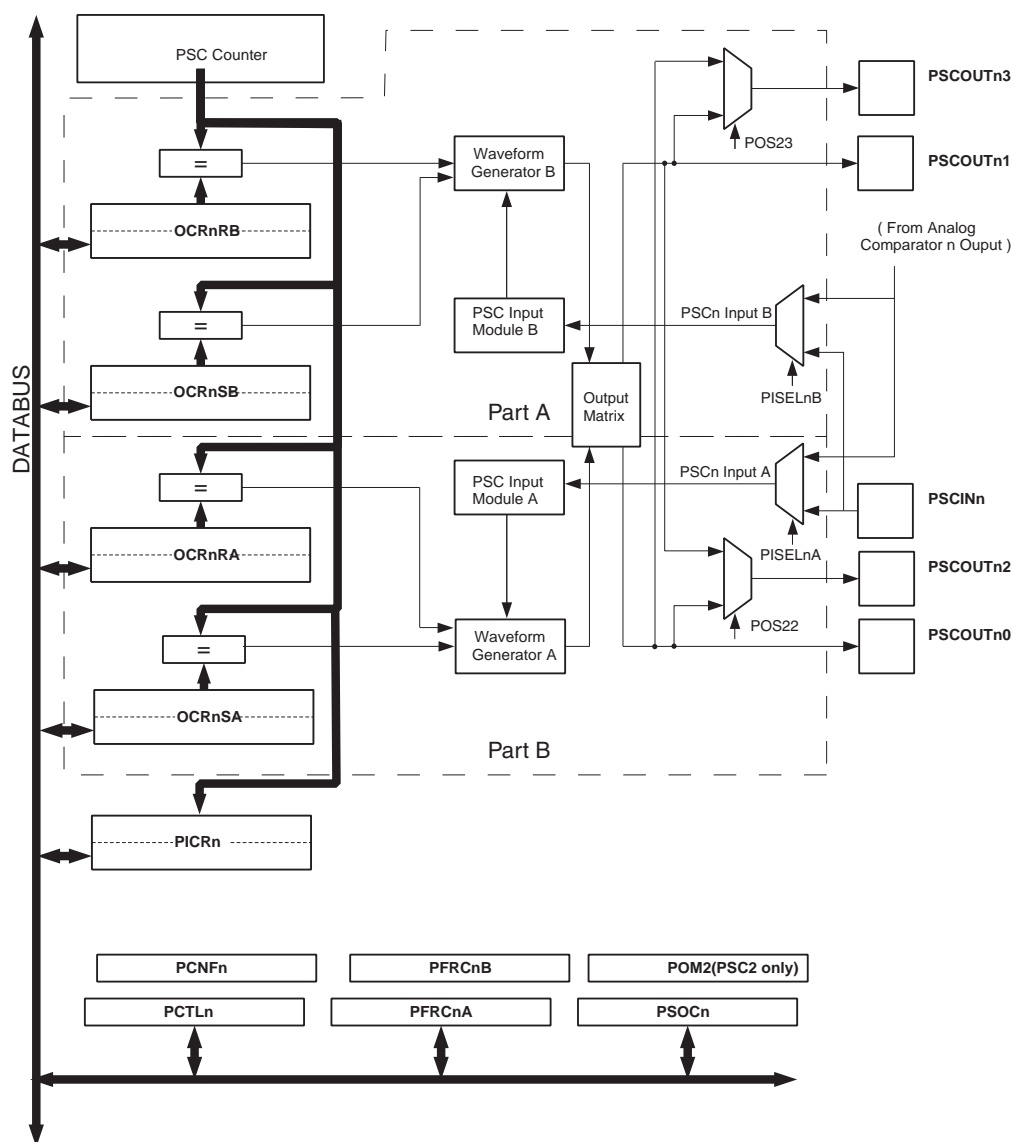 PSC Counter
DATABUS
=
OCRnRB
=
OCRnSB
=
OCRnRA
=
OCRnSA
PICRn
Waveform
Generator B
PSC Input
Module B
Output
Matrix
Part A
PSC Input
Module A
Waveform
Generator A
Part B
PSCn Input B
PISELnB
PSCn Input A
PISELnA
POS23
POS22
PSCOUTn3
PSCOUTn1
( From Analog
Comparator n Ouput )
PSCINn
PSCOUTn2
PSCOUTn0
PCNFn
PFRCnB
POM2(PSC2 only)
PCTLn
PFRCnA
PSOCn